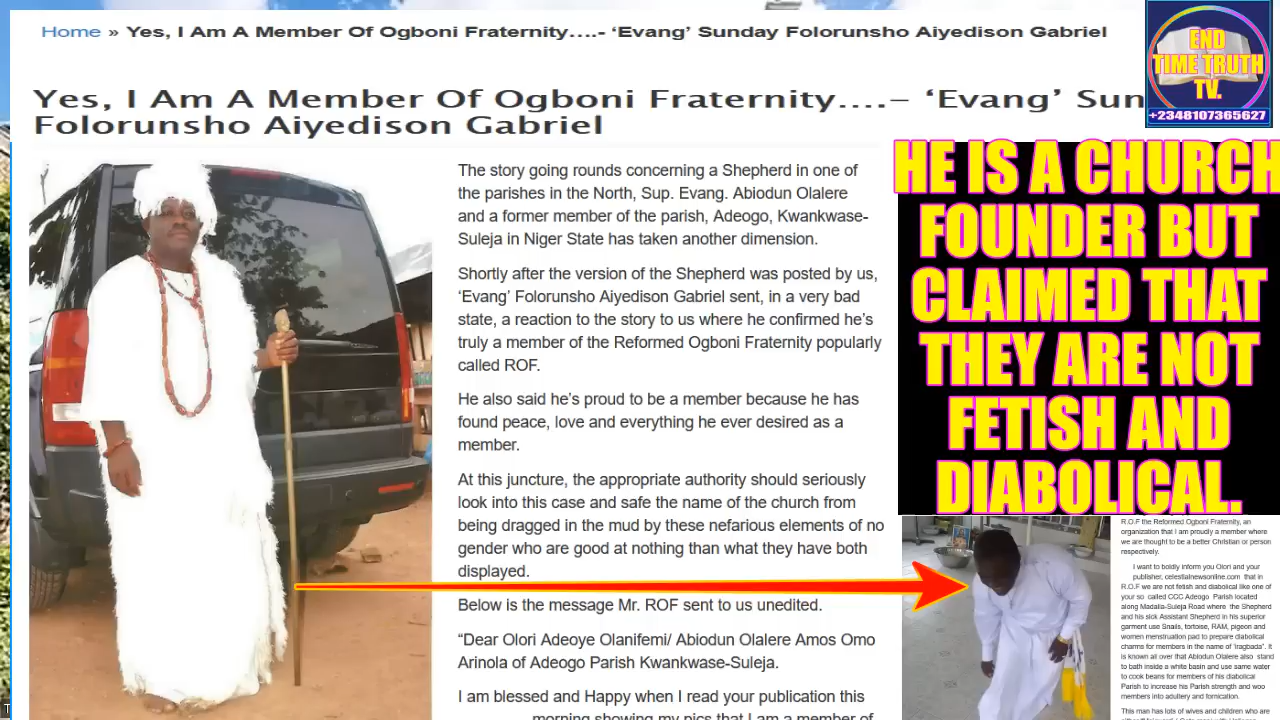 Home » Yes, I Am A Member Of Ogboni Fraternity….- ‘Evang’ Sunday Folorunsho Aiyedison Gabriel
Yes, I Am A Member Of Ogboni Fraternity….– ‘Evang’ Sun
Folorunsho Aiyedison Gabriel
END
TIME TRUTH
TV.
+2348107365627
The story going rounds concerning a Shepherd in one of
the parishes in the North, Sup. Evang. Abiodun Olalere
and a former member of the parish, Adeogo, Kwankwase-
Suleja in Niger State has taken another dimension.
Shortly after the version of the Shepherd was posted by us,
‘Evang’ Folorunsho Aiyedison Gabriel sent, in a very bad
state, a reaction to the story to us where he confirmed he’s
truly a member of the Reformed Ogboni Fraternity popularly
called ROF.
He also said he’s proud to be a member because he has
found peace, love and everything he ever desired as a
member.
At this juncture, the appropriate authority should seriously
look into this case and safe the name of the church from
being dragged in the mud by these nefarious elements of no
gender who are good at nothing than what they have both
displayed.
Below is the message Mr. ROF sent to us unedited.
“Dear Olori Adeoye Olanifemi/ Abiodun Olalere Amos Omo
Arinola of Adeogo Parish Kwankwase-Suleja.
I am blessed and Happy when I read your publication this
morning showing my pics that I am a member of
HE IS A CHURCH
FOUNDER BUT
CLAIMED THAT
THEY ARE NOT
FETISH AND
DIABOLICAL.
R.O.F the Reformed Ogboni Fraternity, an
organization that I am proudly a member where
we are thought to be a better Christian or person
respectively.
I want to boldly inform you Olori and your
publisher, celestialnewsonline.com that in
R.O.F we are not fetish and diabolical like one of
your so called CCC Adeogo Parish located
along Madalla-Suleja Road where the Shepherd
and his sick Assistant Shepherd in his superior
garment use Snails, tortoise, RAM, pigeon and
women menstruation pad to prepare diabolical
charms for members in the name of ‘iragbada”. It
is known all over that Abiodun Olalere also stand
to bath inside a white basin and use same water
to cook beans for members of his diabolical
Parish to increase his Parish strength and woo
members into adultery and fornication.
This man has lots of wives and children who are